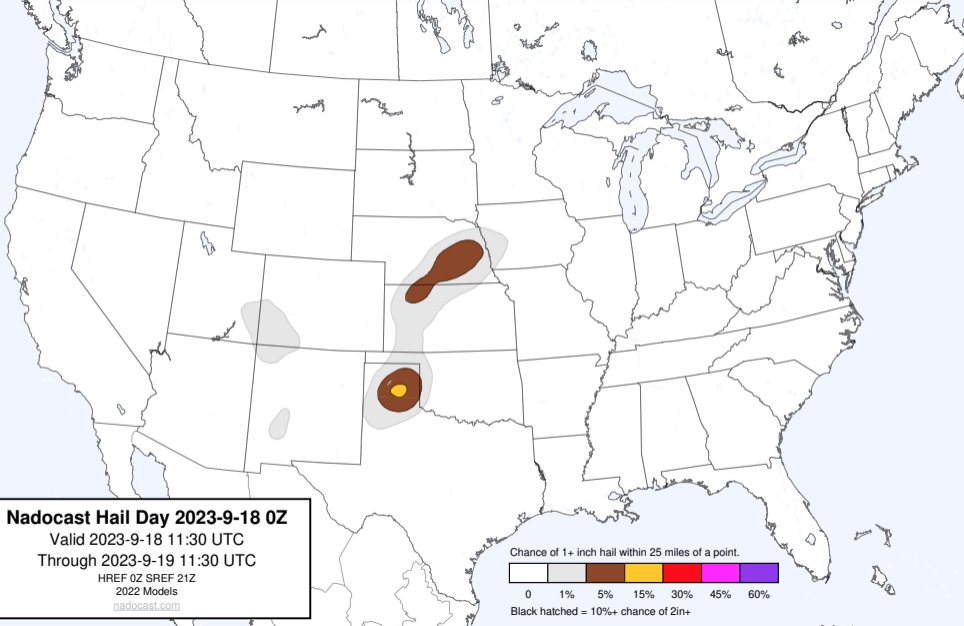 Nadocast Hail Day 2023-9-18 0Z
Valid 2023-9-18 11:30 UTC
Through 2023-9-19 11:30 UTC
HREF 0Z SREF 21Z
2022 Models
nadocast.com
Chance of 1+ inch hail within 25 miles of a point.
0 1% 5% 15% 30% 45% 60%
Black hatched = 10%+ chance of 2in+